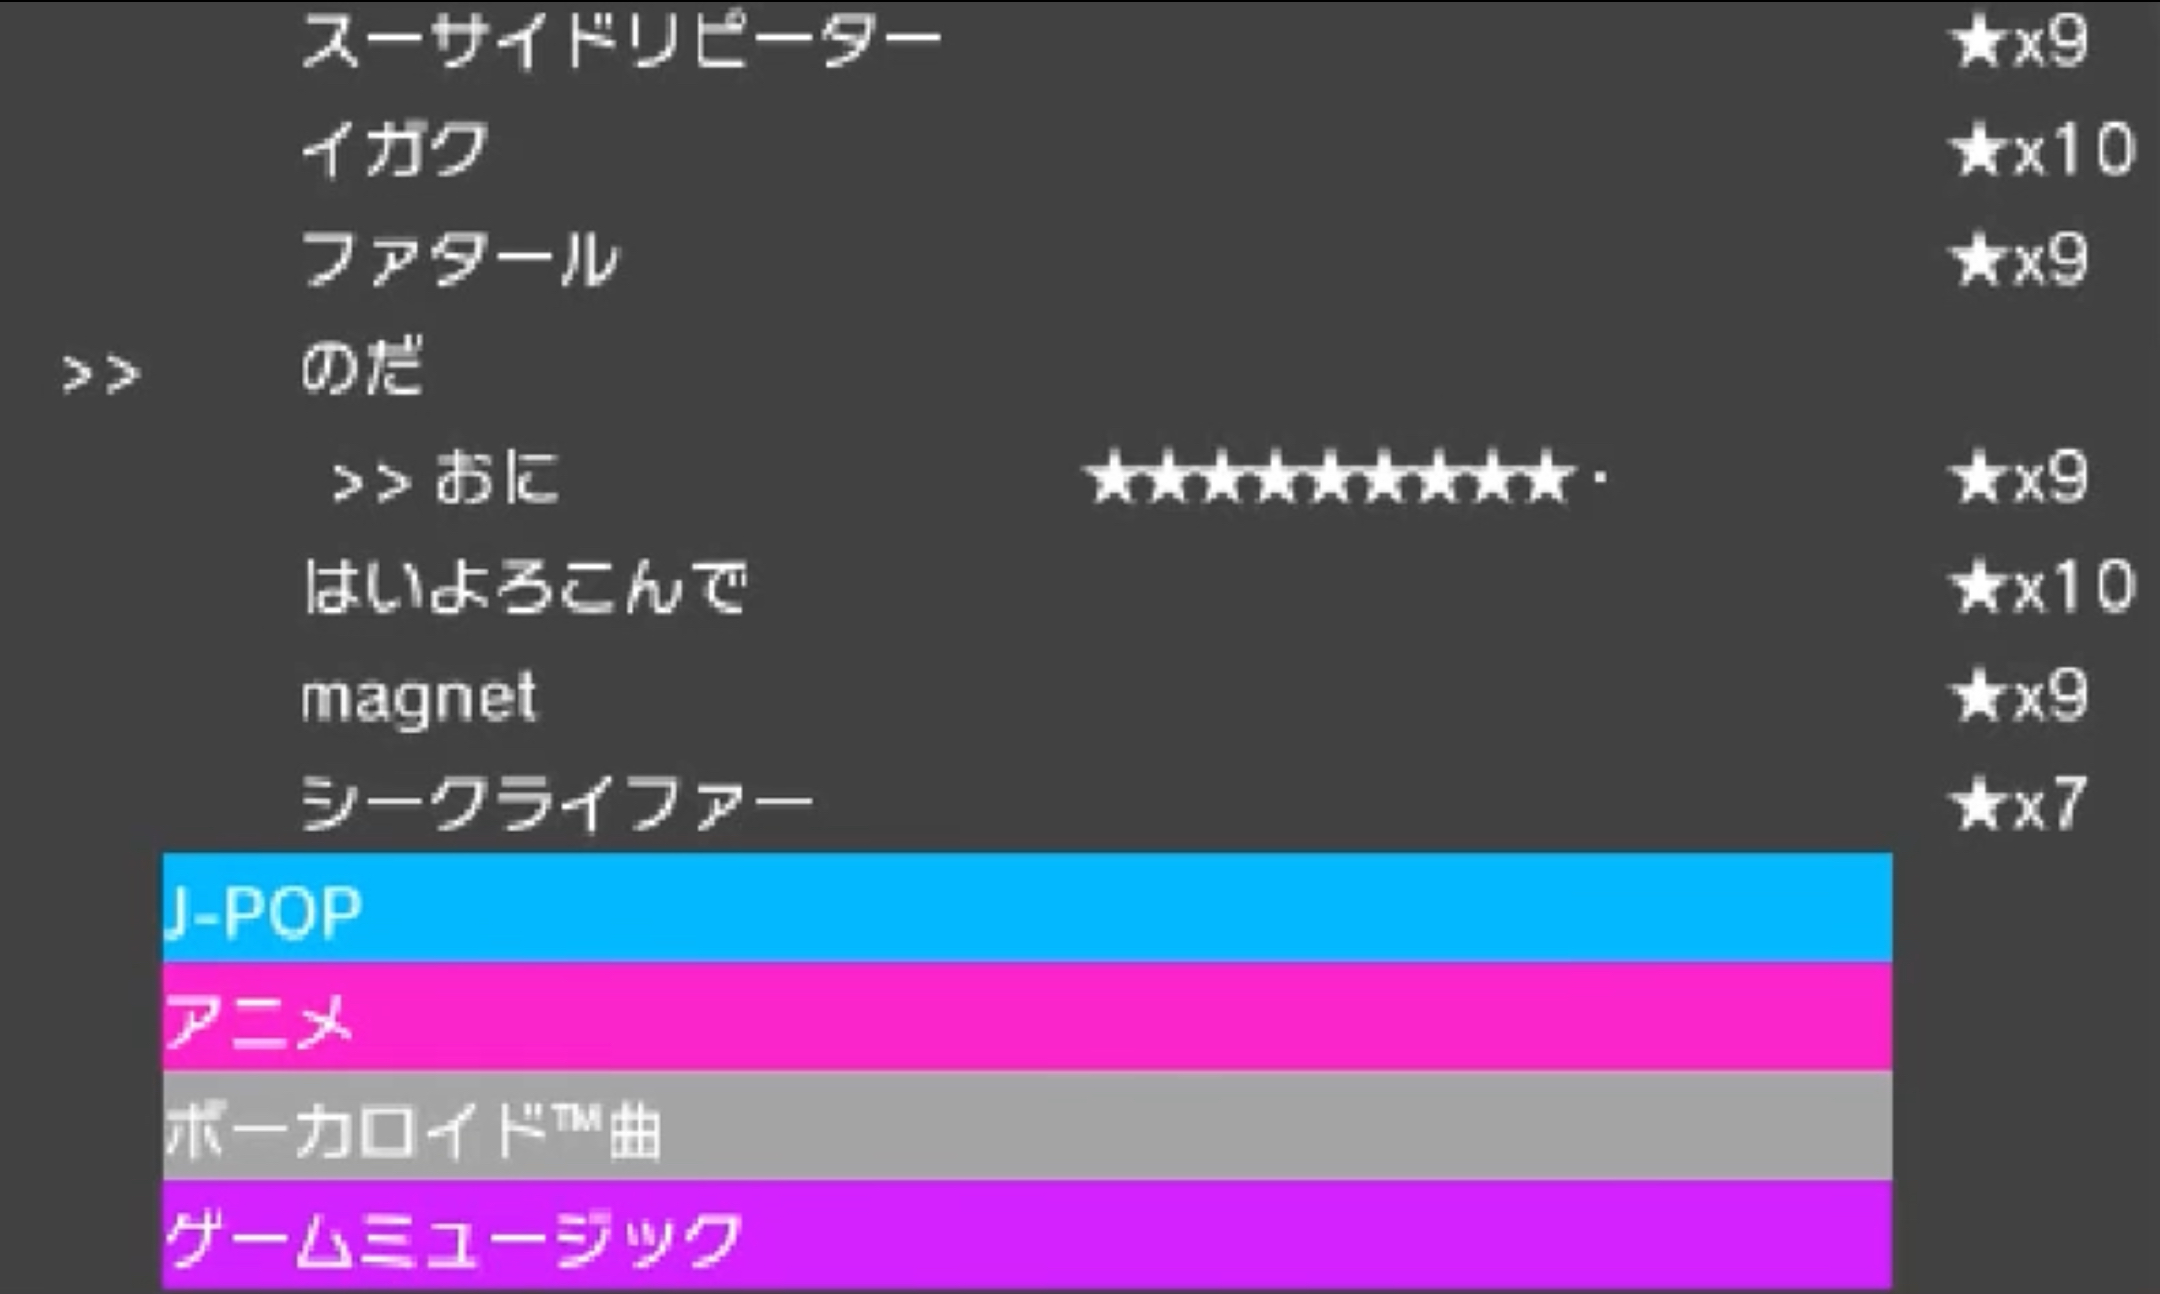 スーサイドリピーター ★x9
イガク ★x10
ファタール ★x9
>> のだ
>> おに ★★★★★★★★★・ ★x9
はいよろこんで ★x10
magnet ★x9
シークライファー ★x7
J-POP
アニメ
ボーカロイド™曲
ゲームミュージック